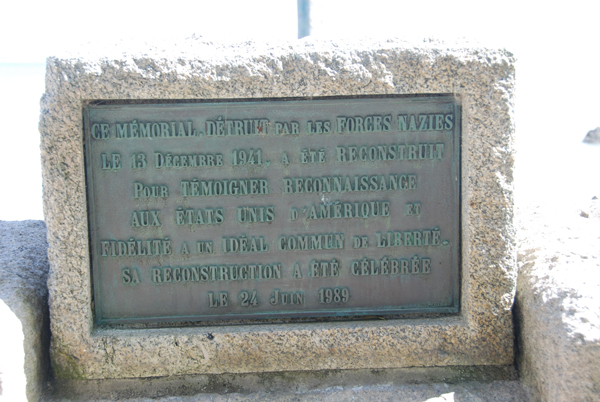 CE MÉMORIAL, DÉTRUIT PAR LES FORCES NAZIES
LE 13 DÉCEMBRE 1941, A ÉTÉ RECONSTRUIT
POUR TÉMOIGNER RECONNAISSANCE
AUX ÉTATS UNIS D'AMÉRIQUE ET
FIDÉLITÉ A UN IDÉAL COMMUN DE LIBERTÉ.
SA RECONSTRUCTION A ÉTÉ CÉLÉBRÉE
LE 24 JUIN 1989